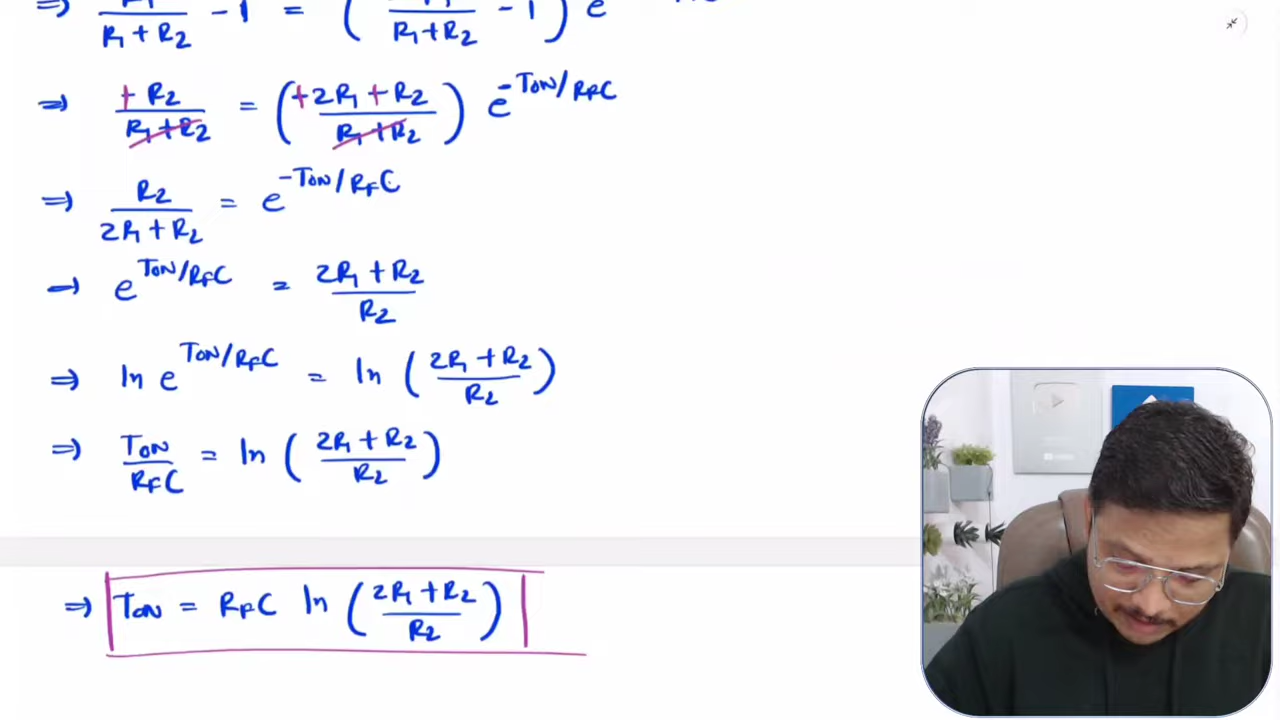 R1 + R2 - 1 = ( R1 + R2 - 1 ) e
⇒ + R2 / R1 + R2 = ( + 2R1 + R2 / R1 + R2 ) e^-TON/RFC
⇒ R2 / 2R1 + R2 = e^-TON/RFC
→ e^TON/RFC = 2R1 + R2 / R2
⇒ ln e^TON/RFC = ln ( 2R1 + R2 / R2 )
⇒ TON / RFC = ln ( 2R1 + R2 / R2 )
⇒ TON = RFC ln ( 2R1 + R2 / R2 )